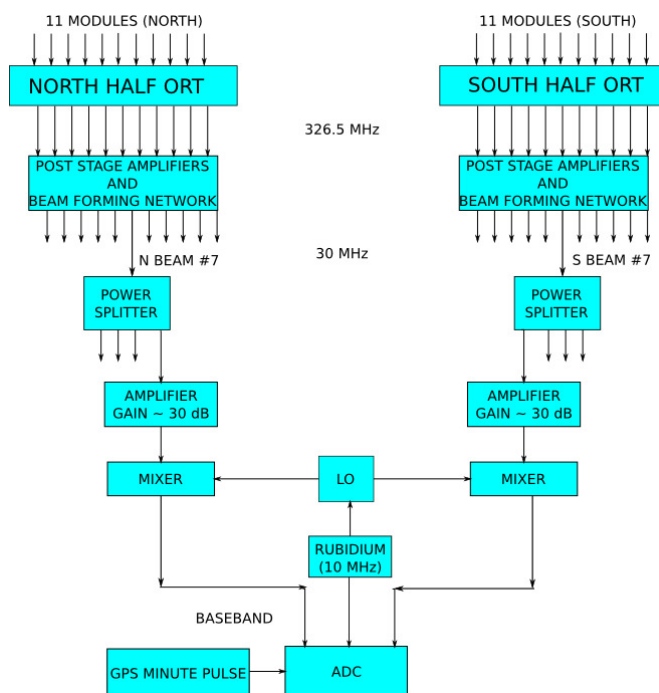 11 MODULES (NORTH)
11 MODULES (SOUTH)
NORTH HALF ORT
SOUTH HALF ORT
326.5 MHz
POST STAGE AMPLIFIERS
AND
BEAM FORMING NETWORK
POST STAGE AMPLIFIERS
AND
BEAM FORMING NETWORK
N BEAM #7
30 MHz
S BEAM #7
POWER
SPLITTER
POWER
SPLITTER
AMPLIFIER
GAIN ~ 30 dB
AMPLIFIER
GAIN ~ 30 dB
MIXER
LO
MIXER
RUBIDIUM
(10 MHz)
BASEBAND
GPS MINUTE PULSE
ADC